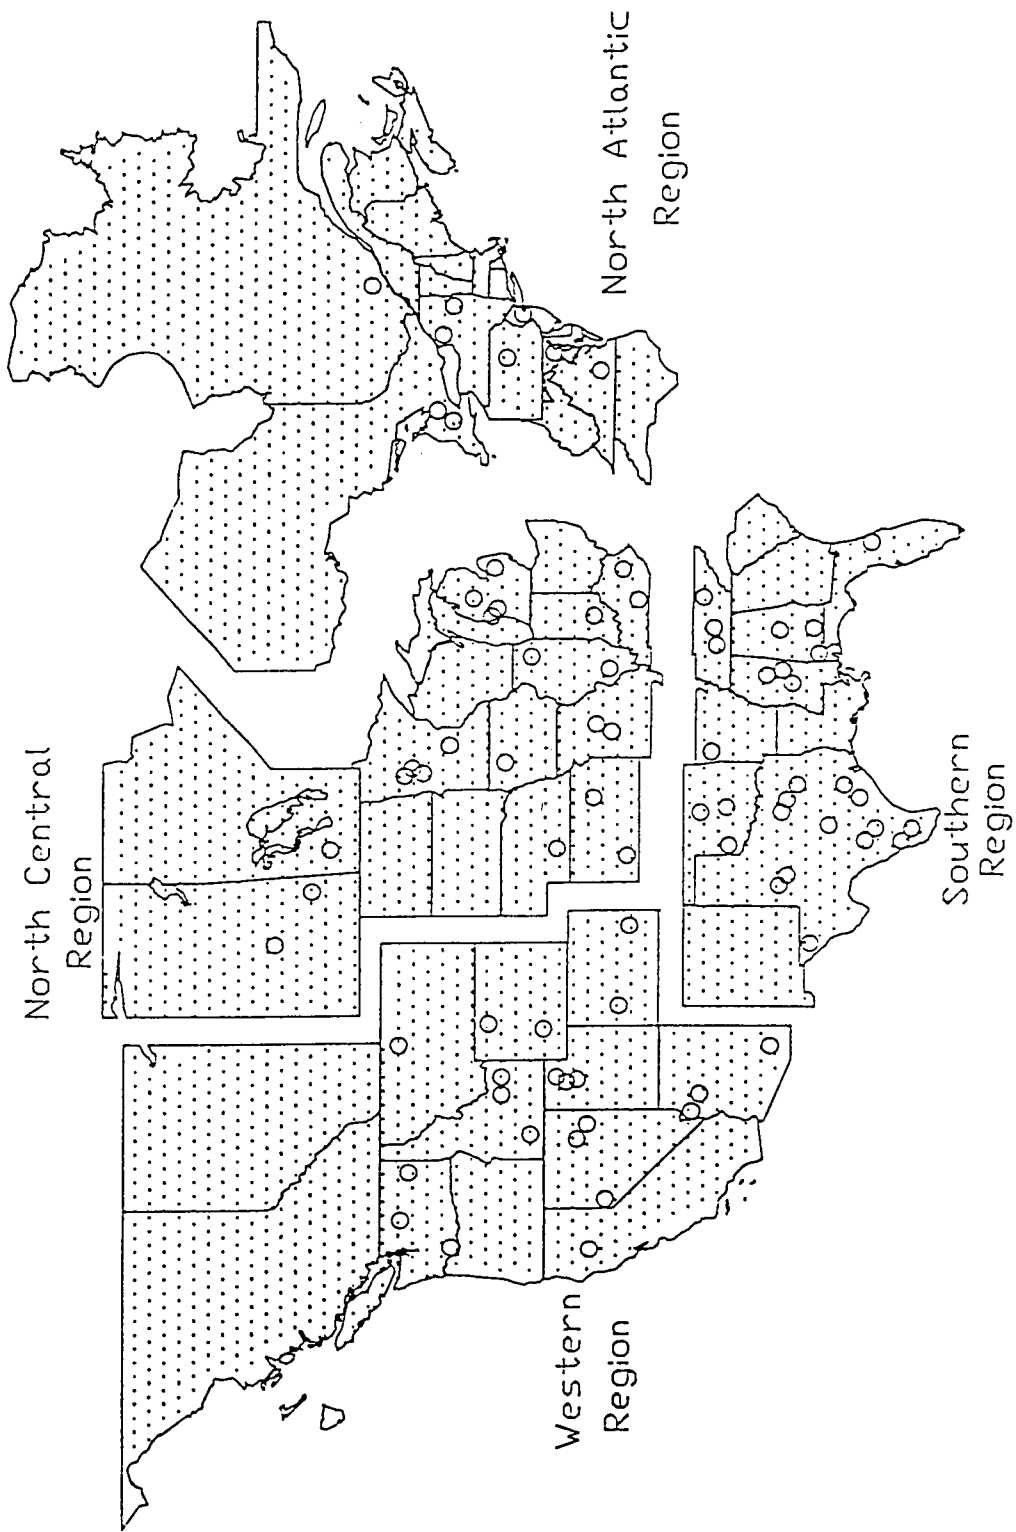 North Central
Region
North Atlantic
Region
Western
Region
Southern
Region